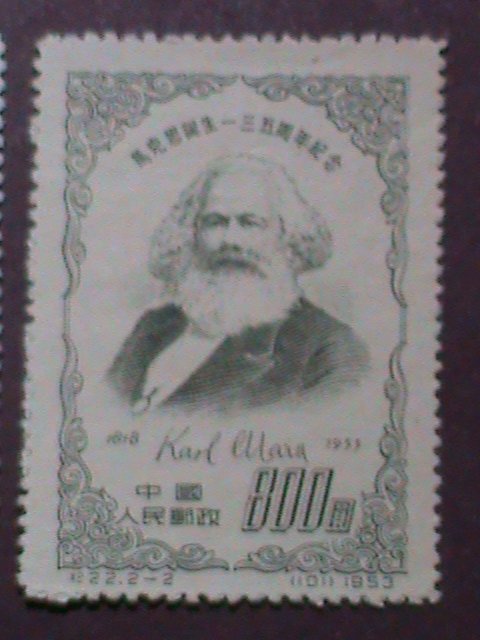 馬克思誕生一三五週年紀念
1818 Karl Marx 1953
中國
人民郵政
800圓
紀22.2-2 (101) 1953